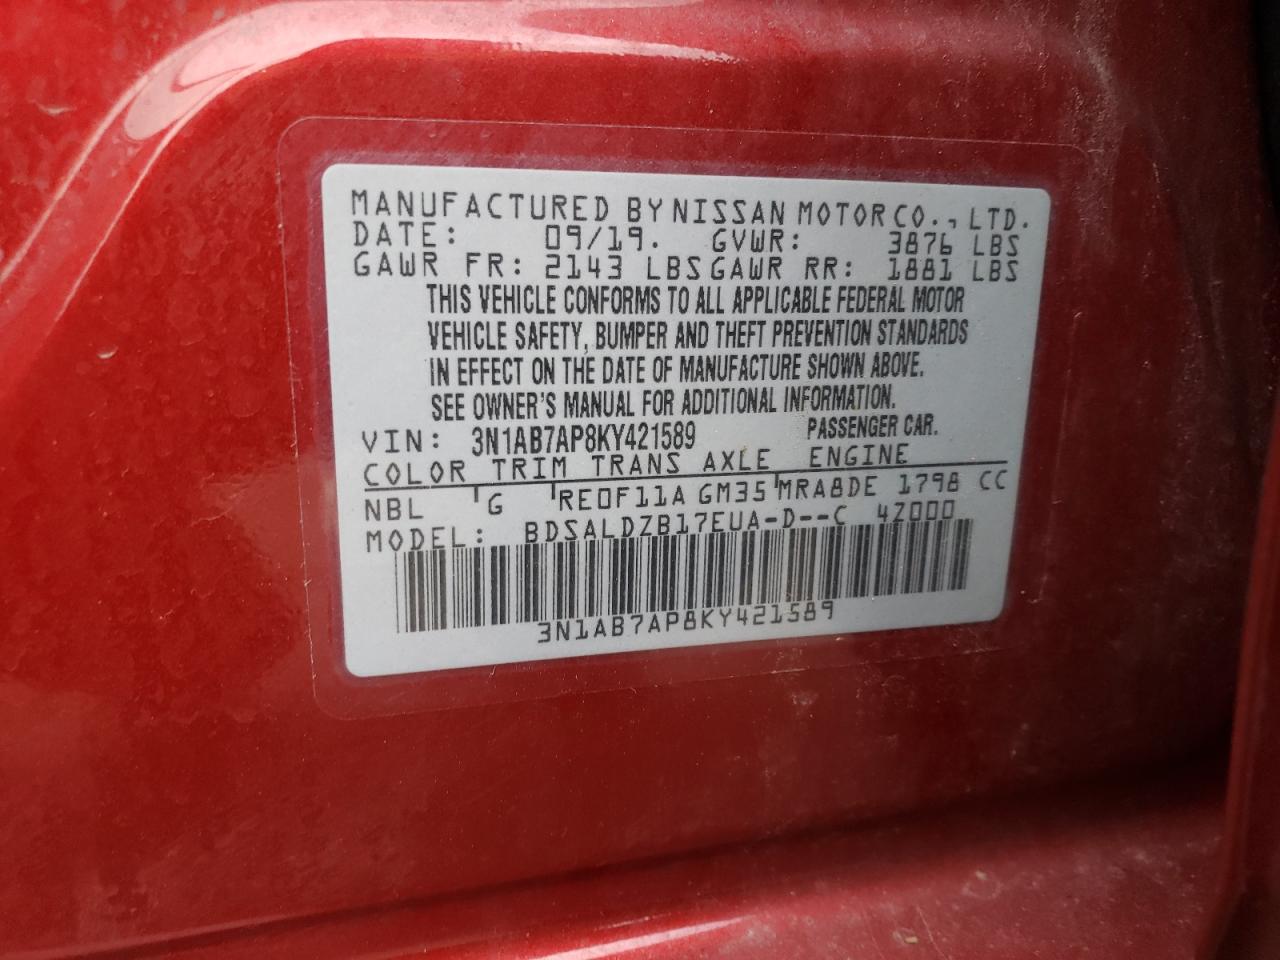 MANUFACTURED BY NISSAN MOTOR CO., LTD.
DATE: 09/19. GVWR: 3876 LBS
GAWR FR: 2143 LBS GAWR RR: 1881 LBS
THIS VEHICLE CONFORMS TO ALL APPLICABLE FEDERAL MOTOR
VEHICLE SAFETY, BUMPER AND THEFT PREVENTION STANDARDS
IN EFFECT ON THE DATE OF MANUFACTURE SHOWN ABOVE.
SEE OWNER'S MANUAL FOR ADDITIONAL INFORMATION.
VIN: 3N1AB7AP8KY421589 PASSENGER CAR.
COLOR TRIM TRANS AXLE ENGINE
NBL G RE0F11A GM35 MRA8DE 1798 CC
MODEL: BDSALDZB17EUA-D--C 4Z000
3N1AB7AP8KY421589